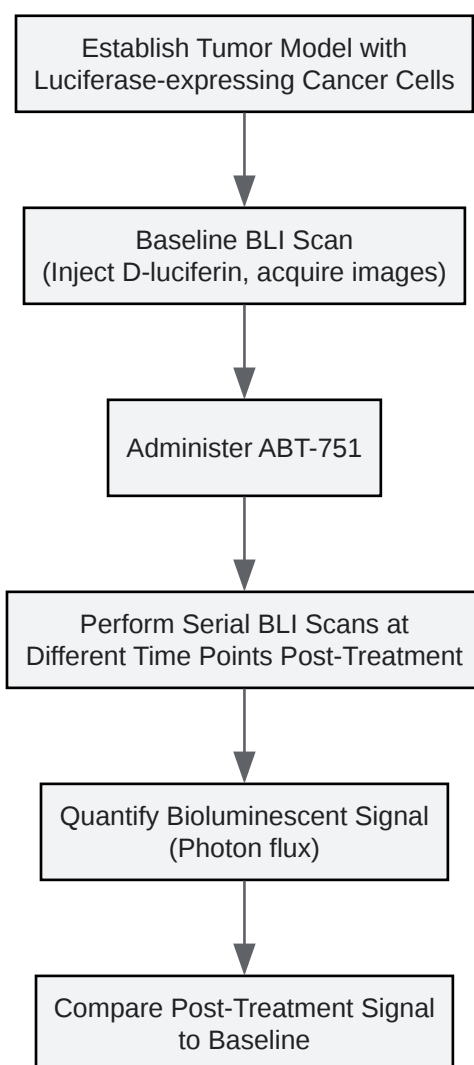 Establish Tumor Model with
Luciferase-expressing Cancer Cells
Baseline BLI Scan
(Inject D-luciferin, acquire images)
Administer ABT-751
Perform Serial BLI Scans at
Different Time Points Post-Treatment
Quantify Bioluminescent Signal
(Photon flux)
Compare Post-Treatment Signal
to Baseline